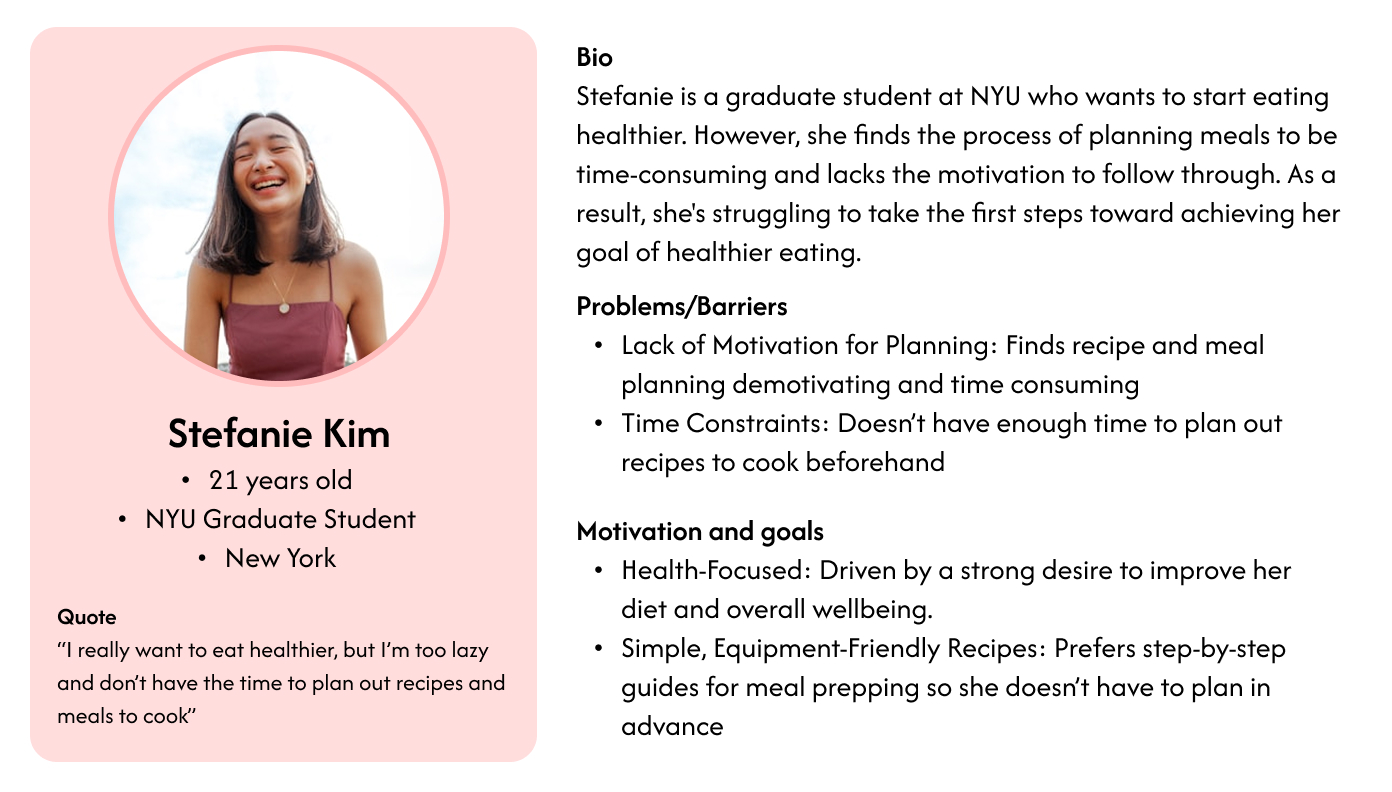 Stefanie Kim
• 21 years old
• NYU Graduate Student
• New York
Quote
“I really want to eat healthier, but I’m too lazy
and don’t have the time to plan out recipes and
meals to cook”
Bio
Stefanie is a graduate student at NYU who wants to start eating
healthier. However, she finds the process of planning meals to be
time-consuming and lacks the motivation to follow through. As a
result, she's struggling to take the first steps toward achieving her
goal of healthier eating.
Problems/Barriers
• Lack of Motivation for Planning: Finds recipe and meal
planning demotivating and time consuming
• Time Constraints: Doesn’t have enough time to plan out
recipes to cook beforehand
Motivation and goals
• Health-Focused: Driven by a strong desire to improve her
diet and overall wellbeing.
• Simple, Equipment-Friendly Recipes: Prefers step-by-step
guides for meal prepping so she doesn’t have to plan in
advance